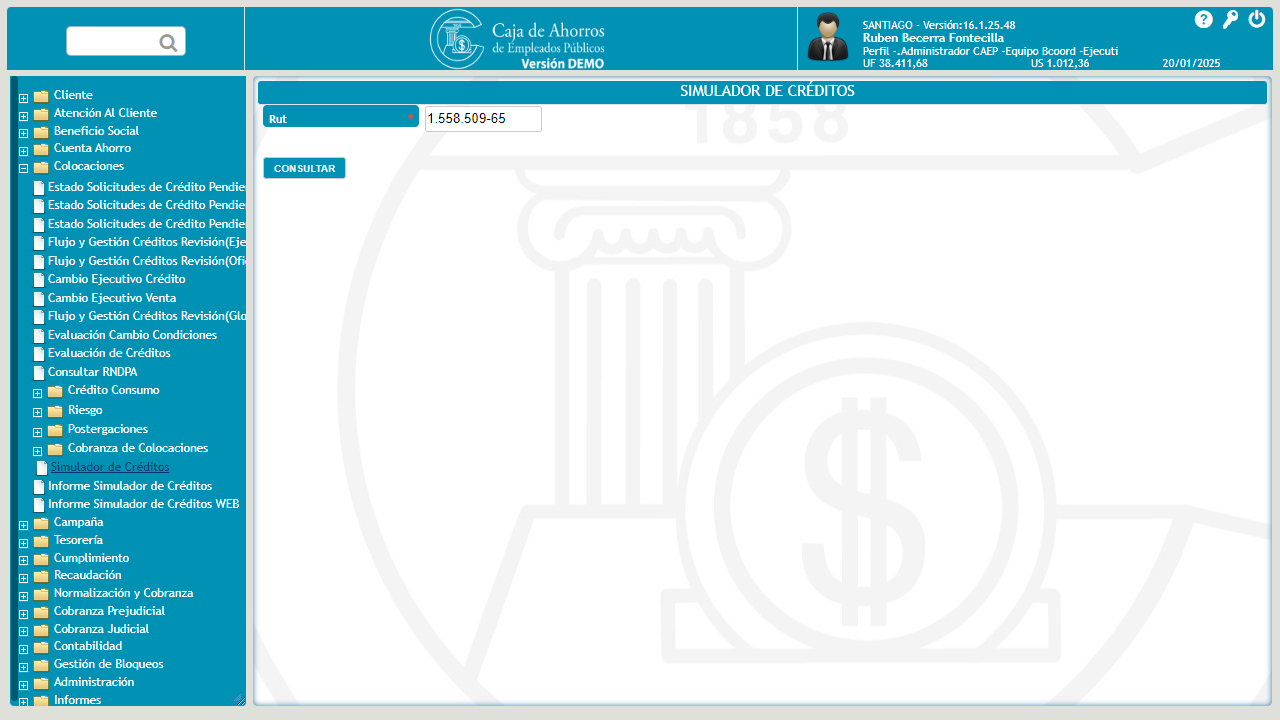 Caja de Ahorros
de Empleados Públicos
Versión DEMO
SANTIAGO - Versión:16.1.25.48
Ruben Becerra Fontecilla
Perfil -.Administrador CAEP -Equipo Bcoord -Ejecuti
UF 38.411,68 US 1.012,36 20/01/2025
Cliente
Atención Al Cliente
Beneficio Social
Cuenta Ahorro
Colocaciones
Estado Solicitudes de Crédito Pendie
Estado Solicitudes de Crédito Pendie
Estado Solicitudes de Crédito Pendie
Flujo y Gestión Créditos Revisión(Eje
Flujo y Gestión Créditos Revisión(Ofi
Cambio Ejecutivo Crédito
Cambio Ejecutivo Venta
Flujo y Gestión Créditos Revisión(Glo
Evaluación Cambio Condiciones
Evaluación de Créditos
Consultar RNDPA
Crédito Consumo
Riesgo
Postergaciones
Cobranza de Colocaciones
Simulador de Créditos
Informe Simulador de Créditos
Informe Simulador de Créditos WEB
Campaña
Tesorería
Cumplimiento
Recaudación
Normalización y Cobranza
Cobranza Prejudicial
Cobranza Judicial
Contabilidad
Gestión de Bloqueos
Administración
Informes
SIMULADOR DE CRÉDITOS
Rut * 1.558.509-65
CONSULTAR
1858
$